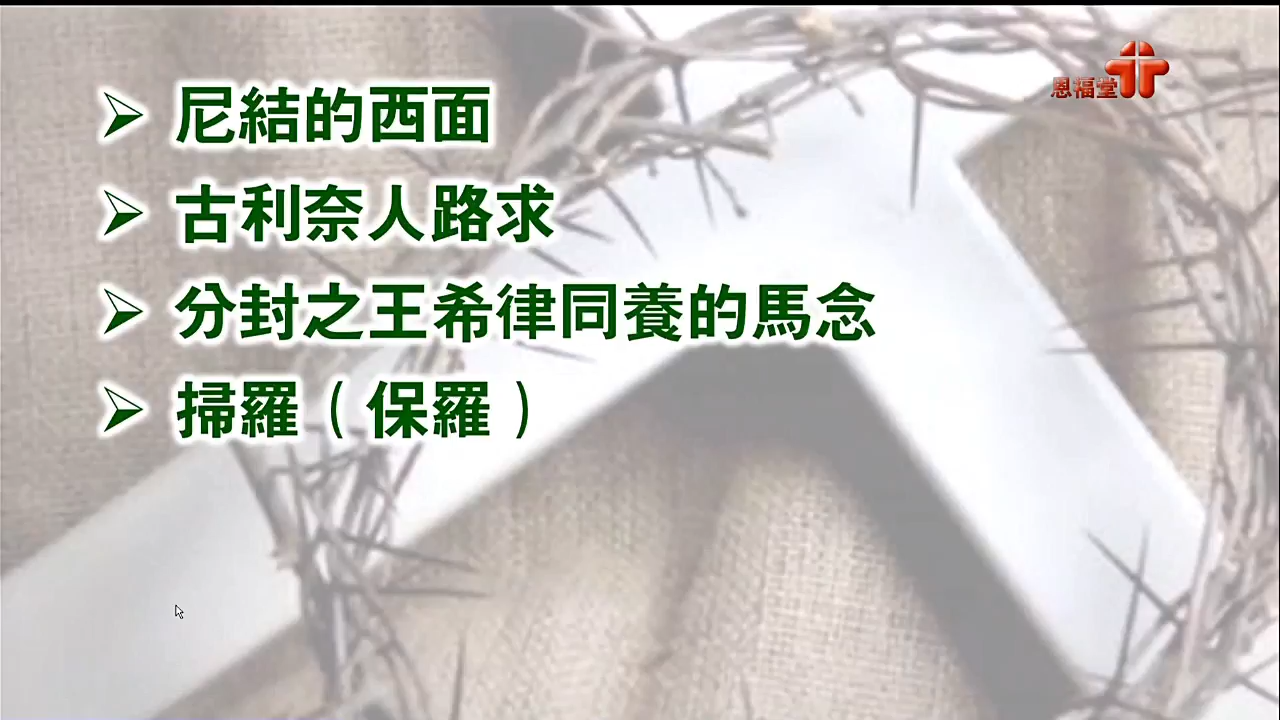 恩福堂
尼結的西面
古利奈人路求
分封之王希律同養的馬念
掃羅（保羅）